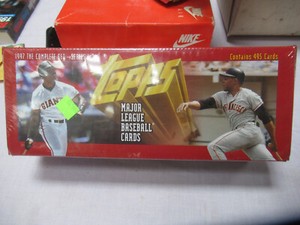 NIKE
1997 THE COMPLETE SET
Contains 495 Cards
Topps
MAJOR
LEAGUE
BASEBALL
CARDS
GIANTS